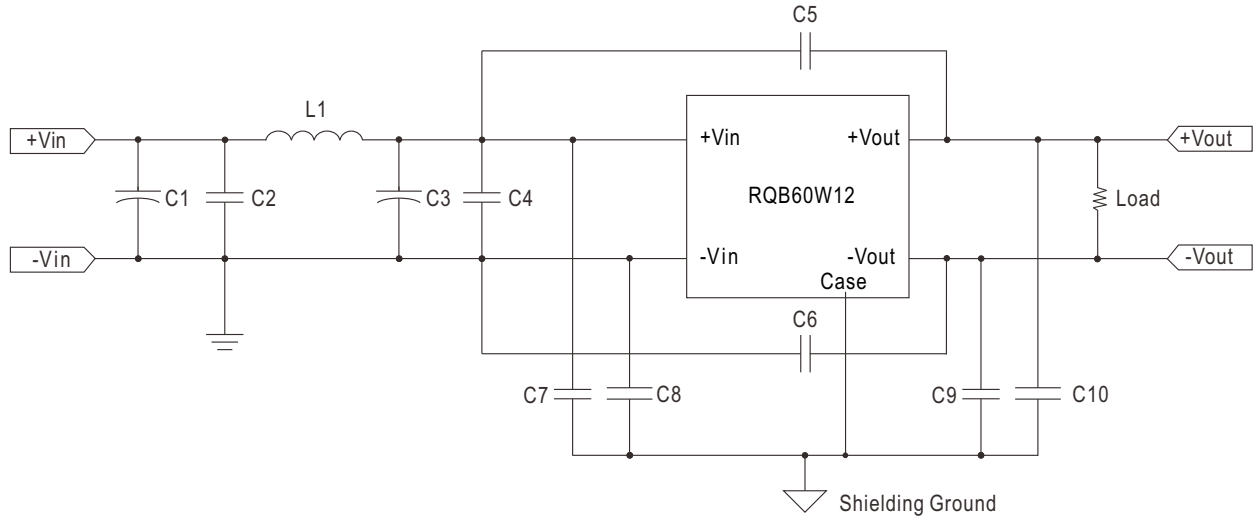 C5
L1
+Vin
+Vin
+Vout
+Vout
C1
C2
C3
C4
RQB60W12
Load
-Vin
-Vin
-Vout
-Vout
Case
C6
C7
C8
C9
C10
Shielding Ground